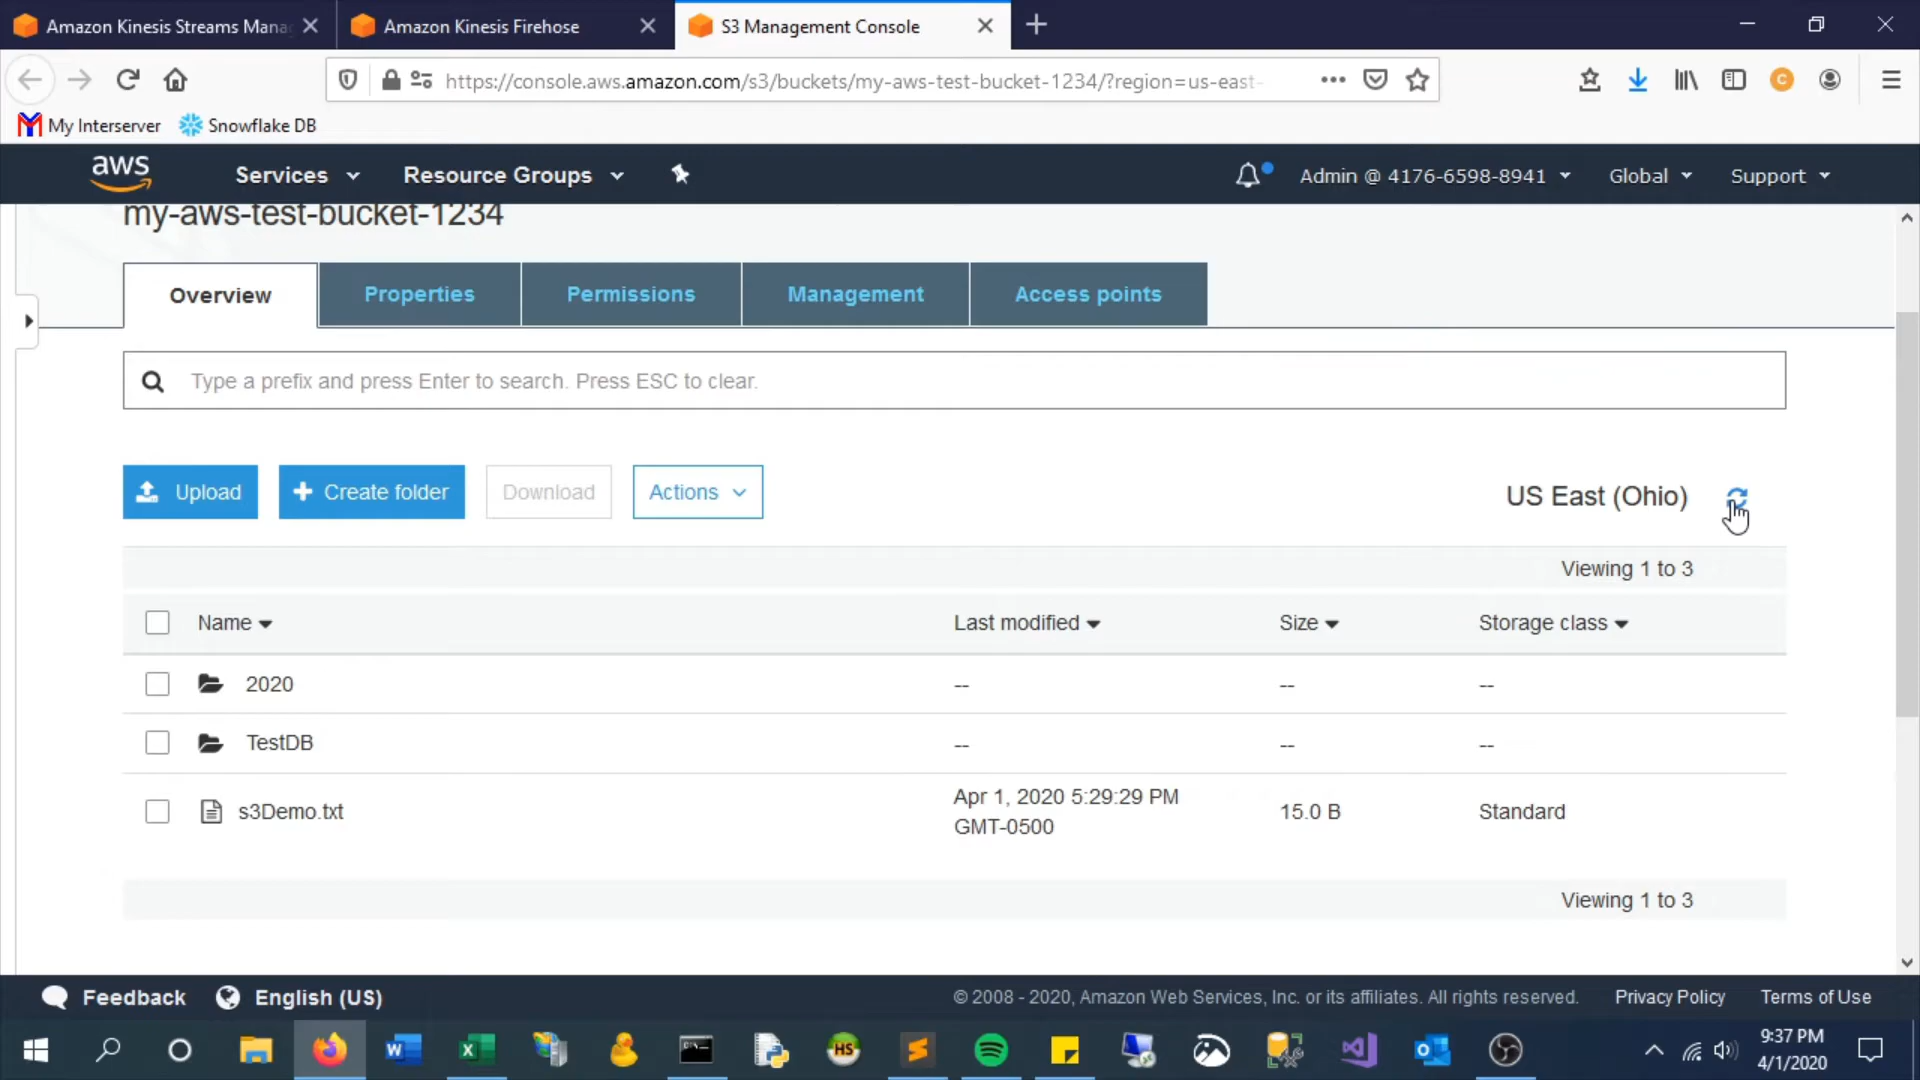 Amazon Kinesis Streams Mana
Amazon Kinesis Firehose
S3 Management Console
https://console.aws.amazon.com/s3/buckets/my-aws-test-bucket-1234/?region=us-east-
My Interserver
Snowflake DB
aws
Services
Resource Groups
Admin @ 4176-6598-8941
Global
Support
my-aws-test-bucket-1234
Overview
Properties
Permissions
Management
Access points
Type a prefix and press Enter to search. Press ESC to clear.
Upload
Create folder
Download
Actions
US East (Ohio)
Viewing 1 to 3
Name
Last modified
Size
Storage class
2020
--
--
--
TestDB
--
--
--
s3Demo.txt
Apr 1, 2020 5:29:29 PM
GMT-0500
15.0 B
Standard
Viewing 1 to 3
Feedback
English (US)
© 2008 - 2020, Amazon Web Services, Inc. or its affiliates. All rights reserved.
Privacy Policy
Terms of Use
HS
9:37 PM
4/1/2020